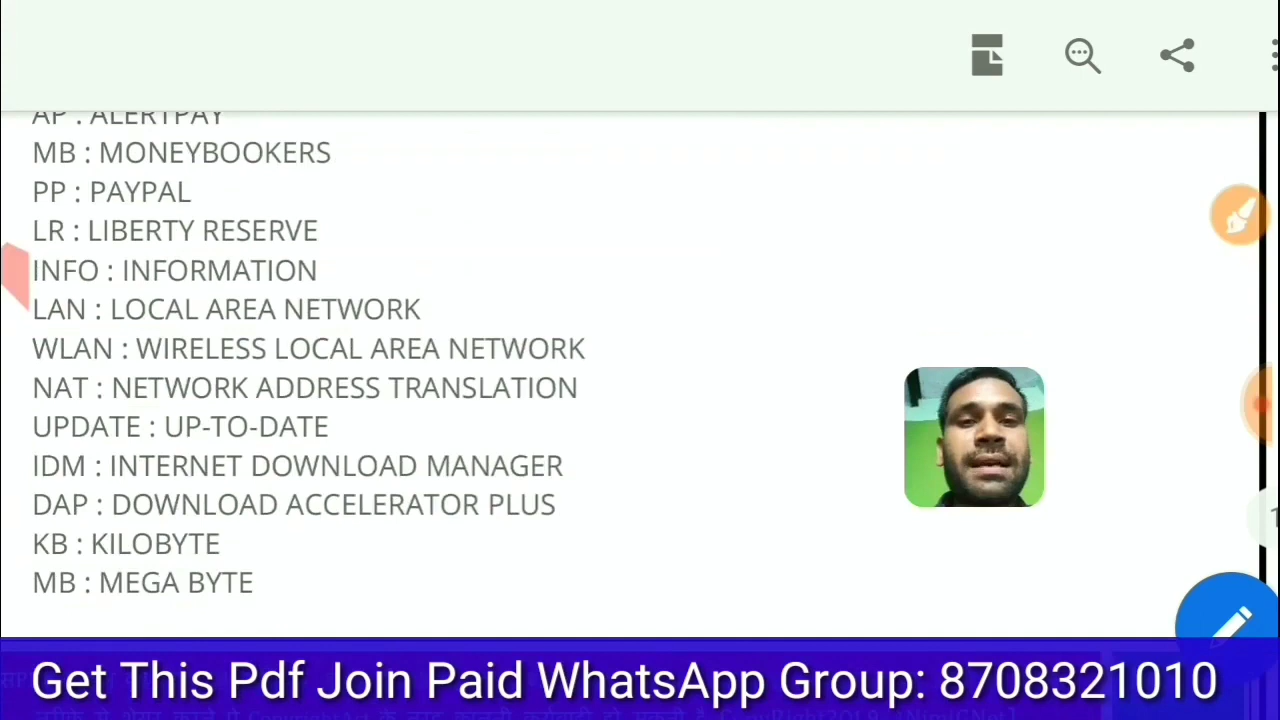 AP : ALERTPAY
MB : MONEYBOOKERS
PP : PAYPAL
LR : LIBERTY RESERVE
INFO : INFORMATION
LAN : LOCAL AREA NETWORK
WLAN : WIRELESS LOCAL AREA NETWORK
NAT : NETWORK ADDRESS TRANSLATION
UPDATE : UP-TO-DATE
IDM : INTERNET DOWNLOAD MANAGER
DAP : DOWNLOAD ACCELERATOR PLUS
KB : KILOBYTE
MB : MEGA BYTE
Get This Pdf Join Paid WhatsApp Group: 8708321010